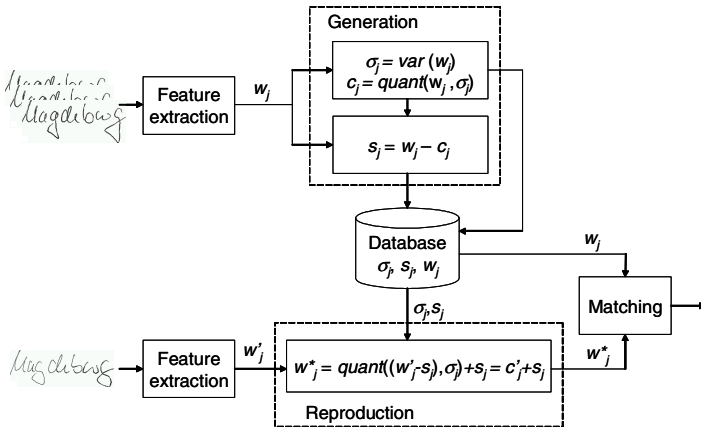 Generation
σj = var (wj)
cj = quant(wj ,σj)
Magdeburg
Feature
extraction
wj
sj = wj – cj
Database
σj, sj, wj
wj
Matching
σj,sj
Magdeburg
Feature
extraction
w'j
w*j = quant((w'j-sj),σj)+sj = c'j+sj
w*j
Reproduction